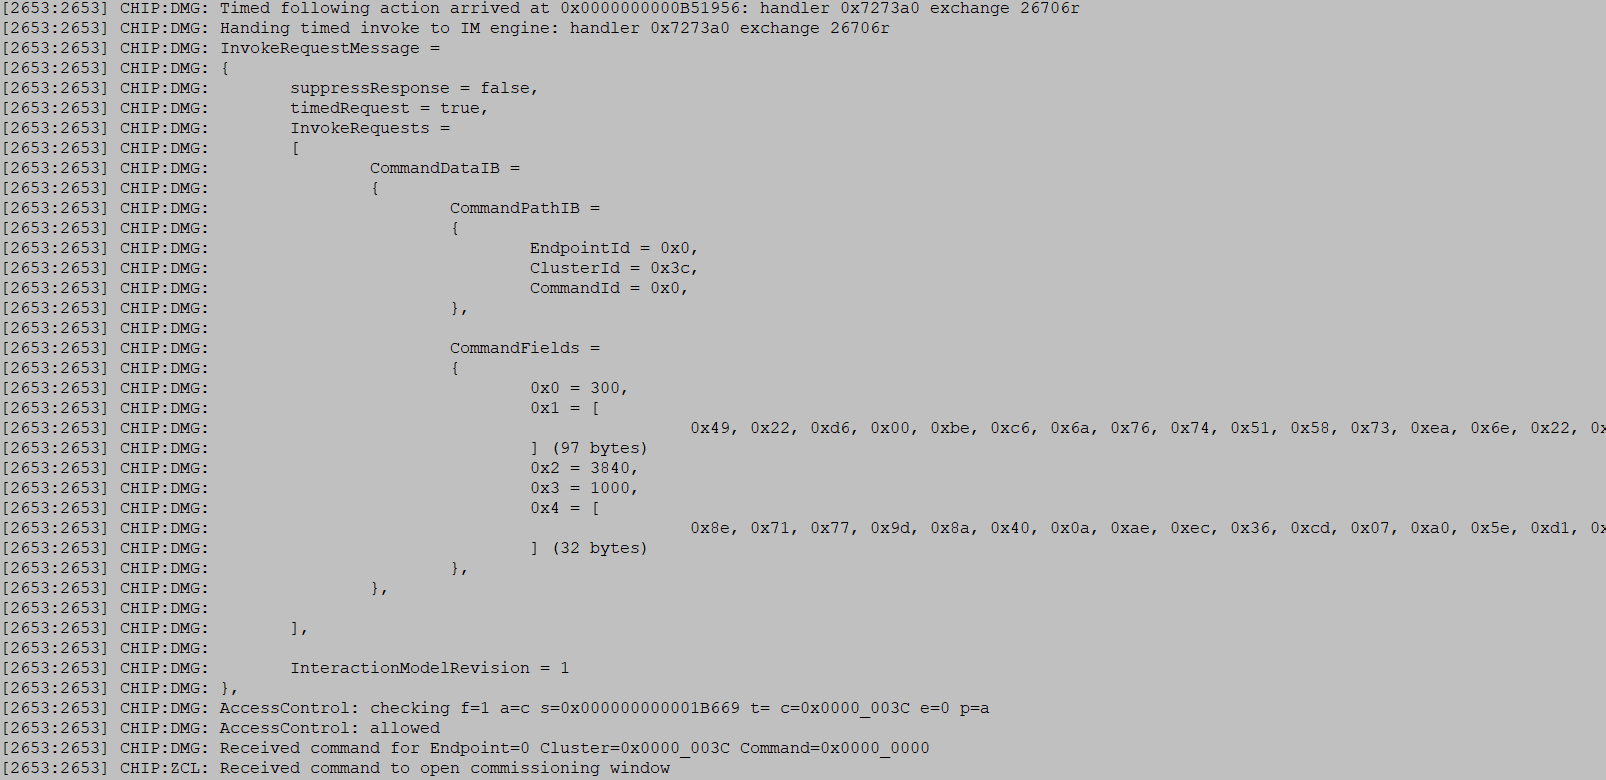 [2653:2653] CHIP:DMG: Timed following action arrived at 0x0000000000B51956: handler 0x7273a0 exchange 26706r
[2653:2653] CHIP:DMG: Handing timed invoke to IM engine: handler 0x7273a0 exchange 26706r
[2653:2653] CHIP:DMG: InvokeRequestMessage =
[2653:2653] CHIP:DMG: {
[2653:2653] CHIP:DMG: suppressResponse = false,
[2653:2653] CHIP:DMG: timedRequest = true,
[2653:2653] CHIP:DMG: InvokeRequests =
[2653:2653] CHIP:DMG: [
[2653:2653] CHIP:DMG: CommandDataIB =
[2653:2653] CHIP:DMG: {
[2653:2653] CHIP:DMG: CommandPathIB =
[2653:2653] CHIP:DMG: {
[2653:2653] CHIP:DMG: EndpointId = 0x0,
[2653:2653] CHIP:DMG: ClusterId = 0x3c,
[2653:2653] CHIP:DMG: CommandId = 0x0,
[2653:2653] CHIP:DMG: },
[2653:2653] CHIP:DMG:
[2653:2653] CHIP:DMG: CommandFields =
[2653:2653] CHIP:DMG: {
[2653:2653] CHIP:DMG: 0x0 = 300,
[2653:2653] CHIP:DMG: 0x1 = [
[2653:2653] CHIP:DMG: 0x49, 0x22, 0xd6, 0x00, 0xbe, 0xc6, 0x6a, 0x76, 0x74, 0x51, 0x58, 0x73, 0xea, 0x6e, 0x22,
[2653:2653] CHIP:DMG: ] (97 bytes)
[2653:2653] CHIP:DMG: 0x2 = 3840,
[2653:2653] CHIP:DMG: 0x3 = 1000,
[2653:2653] CHIP:DMG: 0x4 = [
[2653:2653] CHIP:DMG: 0x8e, 0x71, 0x77, 0x9d, 0x8a, 0x40, 0x0a, 0xae, 0xec, 0x36, 0xcd, 0x07, 0xa0, 0x5e, 0xd1,
[2653:2653] CHIP:DMG: ] (32 bytes)
[2653:2653] CHIP:DMG: },
[2653:2653] CHIP:DMG: },
[2653:2653] CHIP:DMG:
[2653:2653] CHIP:DMG: ],
[2653:2653] CHIP:DMG:
[2653:2653] CHIP:DMG: InteractionModelRevision = 1
[2653:2653] CHIP:DMG: },
[2653:2653] CHIP:DMG: AccessControl: checking f=1 a=c s=0x000000000001B669 t= c=0x0000_003C e=0 p=a
[2653:2653] CHIP:DMG: AccessControl: allowed
[2653:2653] CHIP:DMG: Received command for Endpoint=0 Cluster=0x0000_003C Command=0x0000_0000
[2653:2653] CHIP:ZCL: Received command to open commissioning window